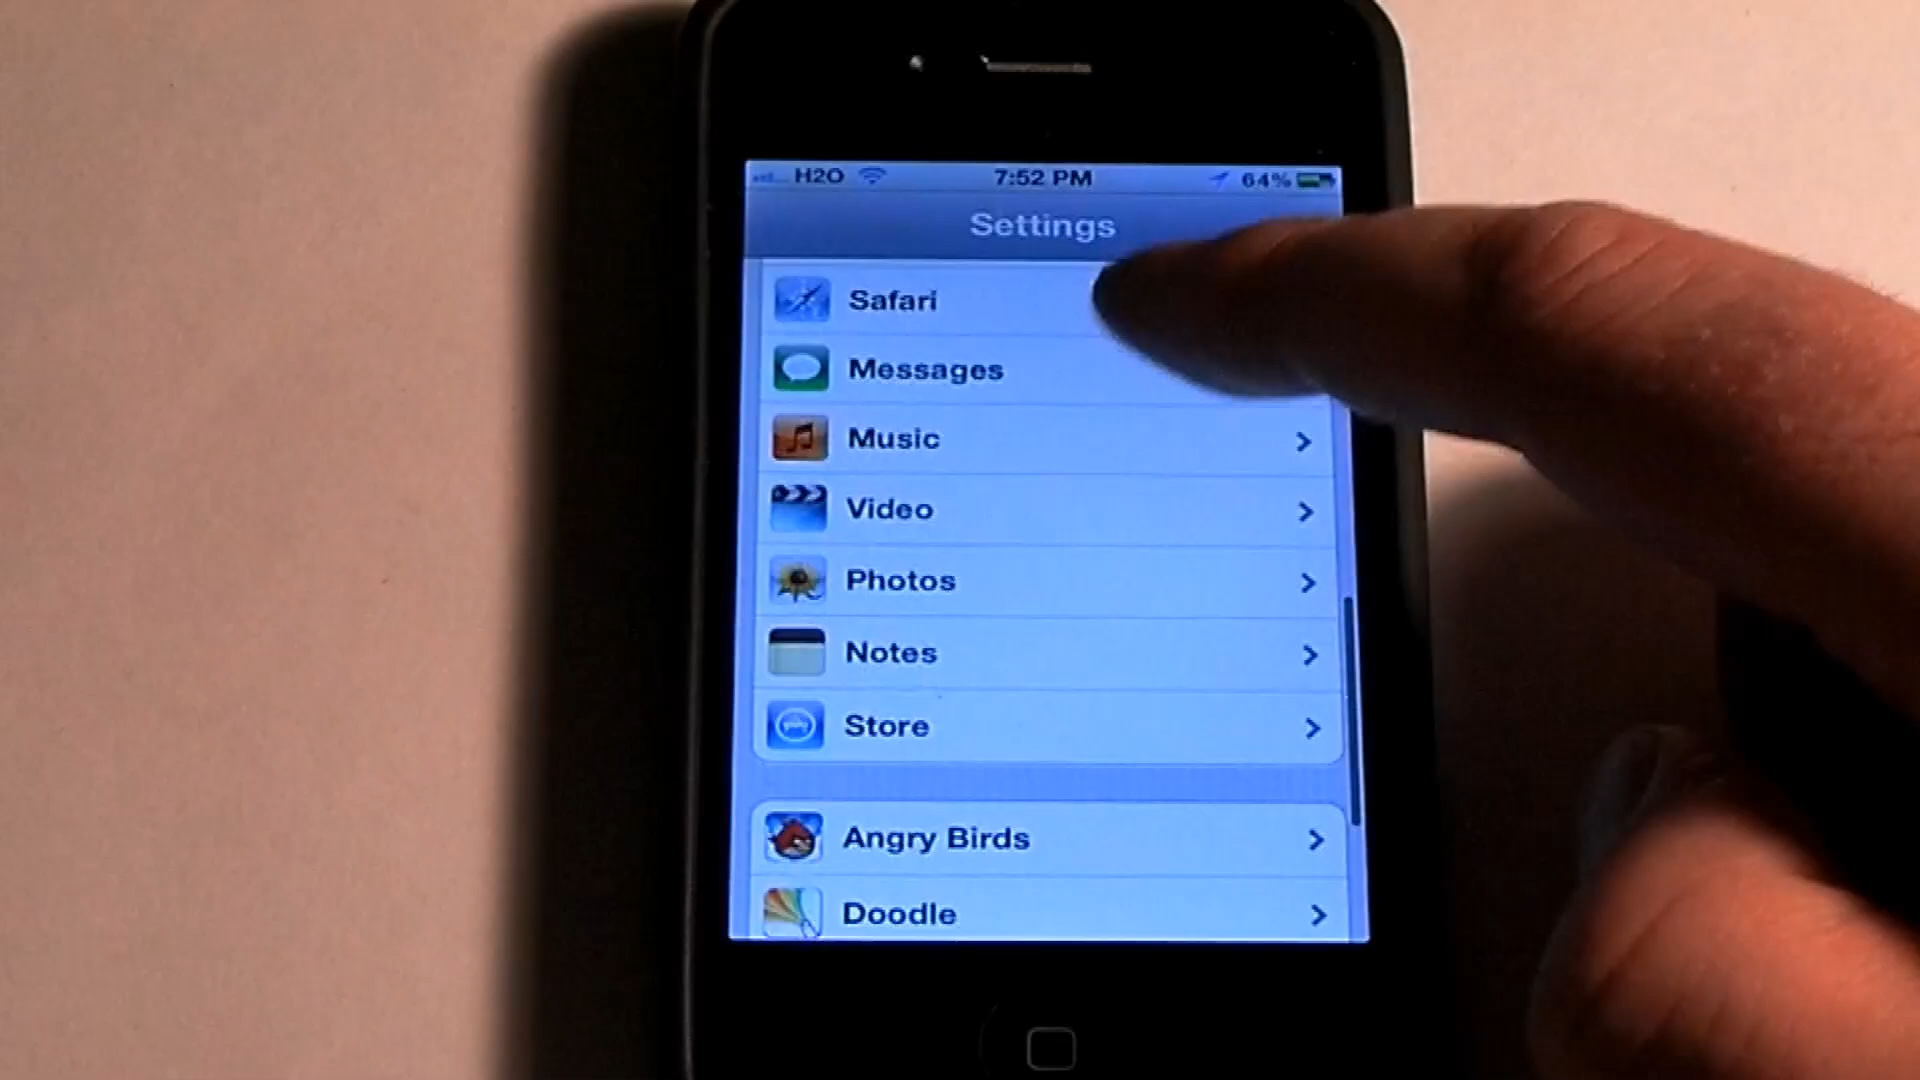 H2O 7:52 PM 64%
Settings
Safari
Messages
Music
Video
Photos
Notes
Store
Angry Birds
Doodle